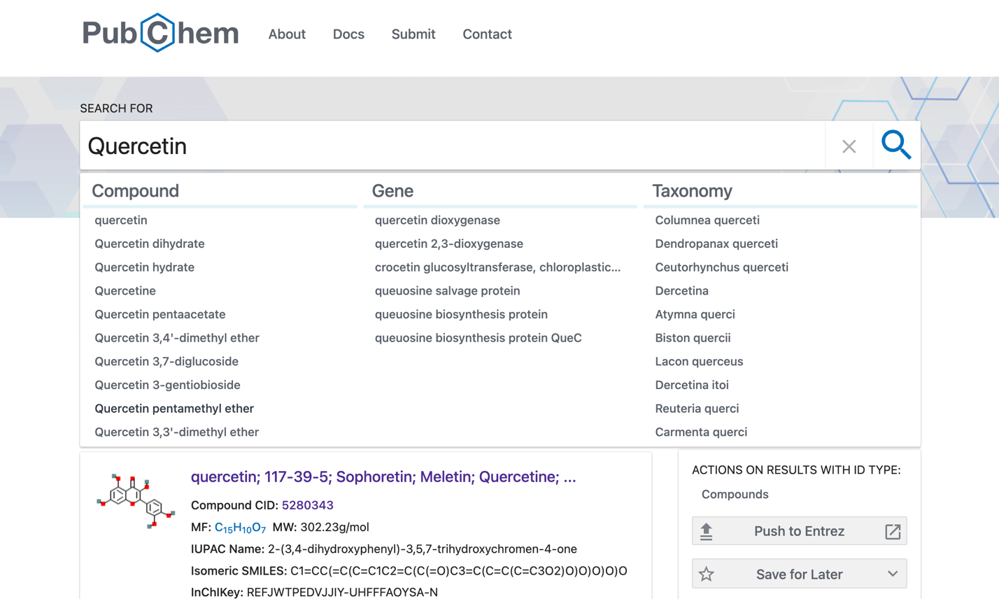 PubChem
About Docs Submit Contact
SEARCH FOR
Quercetin
Compound
quercetin
Quercetin dihydrate
Quercetin hydrate
Quercetine
Quercetin pentaacetate
Quercetin 3,4'-dimethyl ether
Quercetin 3,7-diglucoside
Quercetin 3-gentiobioside
Quercetin pentamethyl ether
Quercetin 3,3'-dimethyl ether
Gene
quercetin dioxygenase
quercetin 2,3-dioxygenase
crocetin glucosyltransferase, chloroplastic...
queuosine salvage protein
queuosine biosynthesis protein
queuosine biosynthesis protein QueC
Taxonomy
Columnea querceti
Dendropanax querceti
Ceutorhynchus querceti
Dercetina
Atymna querci
Biston quercii
Lacon querceus
Dercetina itoi
Reuteria querci
Carmenta querci
quercetin; 117-39-5; Sophoretin; Meletin; Quercetine; ...
Compound CID: 5280343
MF: C₁₅H₁₀O₇ MW: 302.23g/mol
IUPAC Name: 2-(3,4-dihydroxyphenyl)-3,5,7-trihydroxychromen-4-one
Isomeric SMILES: C1=CC(=C(C=C1C2=C(C(=O)C3=C(C=C(C=C3O2)O)O)O)O)O
InChIKey: REFJWTPEDVJJIY-UHFFFAOYSA-N
ACTIONS ON RESULTS WITH ID TYPE:
Compounds
Push to Entrez
Save for Later